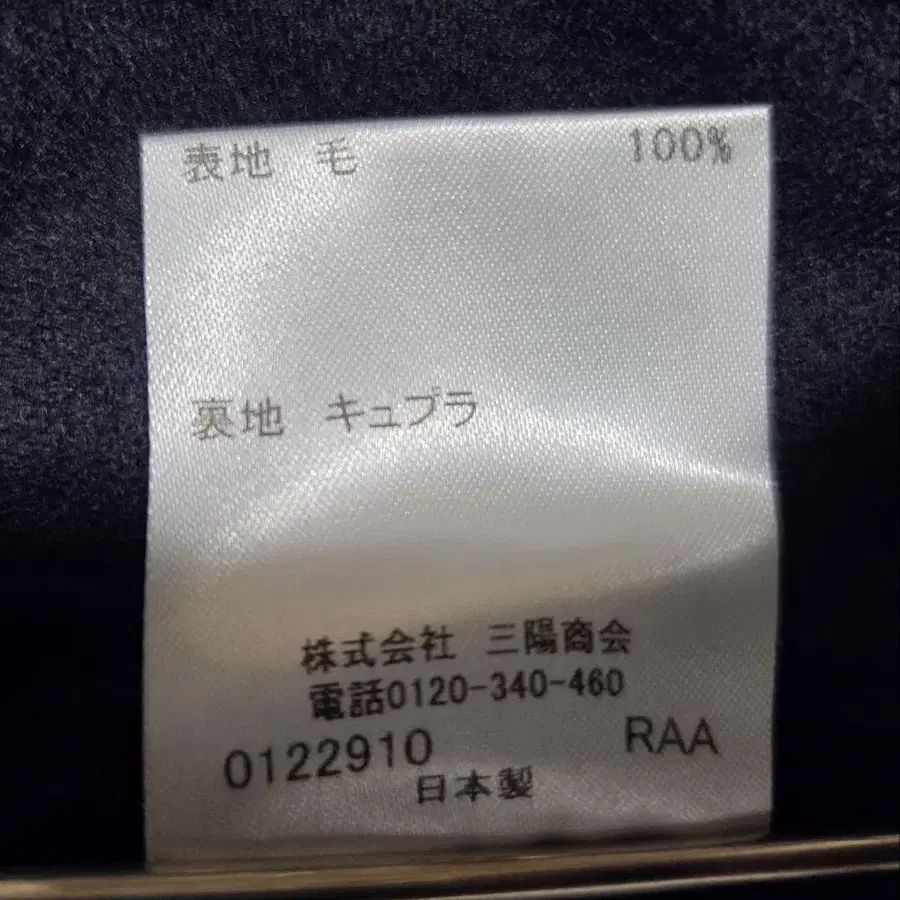 表地 毛 100%
裏地 キュプラ
株式会社 三陽商会
電話0120-340-460
0122910 RAA
日本製